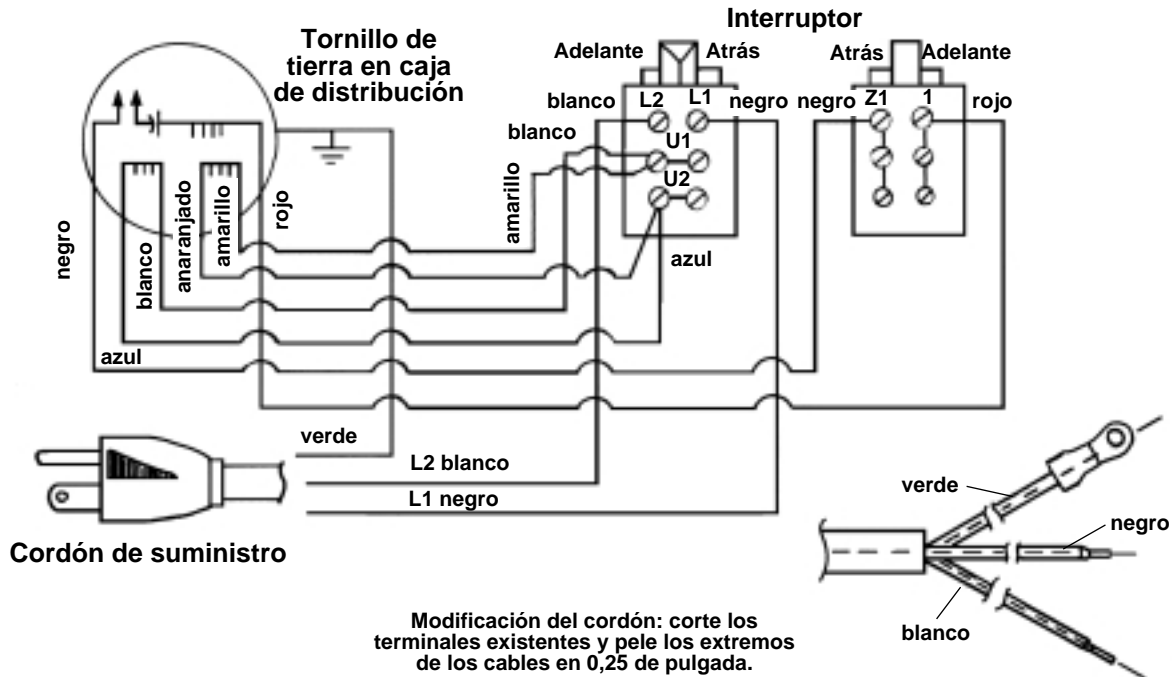 Interruptor
Tornillo de
tierra en caja
de distribución
Adelante
Atrás
Atrás
Adelante
blanco
L2
L1
negro
negro
Z1
1
rojo
blanco
U1
U2
amarillo
azul
negro
blanco
anaranjado
amarillo
rojo
azul
verde
L2 blanco
L1 negro
Cordón de suministro
verde
negro
blanco
Modificación del cordón: corte los
terminales existentes y pele los extremos
de los cables en 0,25 de pulgada.